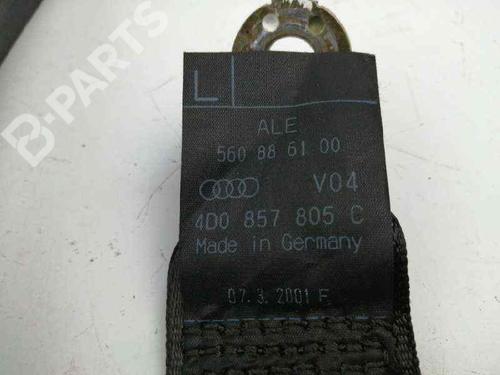 B-PARTS
L
ALE
560 88 61 00
V04
4D0 857 805 C
Made in Germany
07.3.2001 F